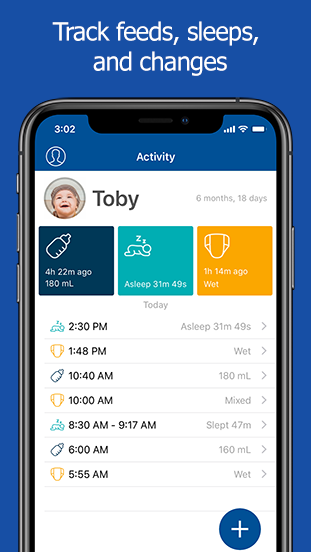 Track feeds, sleeps,
and changes
3:02
Activity
Toby
6 months, 18 days
4h 22m ago
180 mL
Asleep 31m 49s
1h 14m ago
Wet
Today
2:30 PM Asleep 31m 49s
1:48 PM Wet
10:40 AM 180 mL
10:00 AM Mixed
8:30 AM - 9:17 AM Slept 47m
6:00 AM 160 mL
5:55 AM Wet